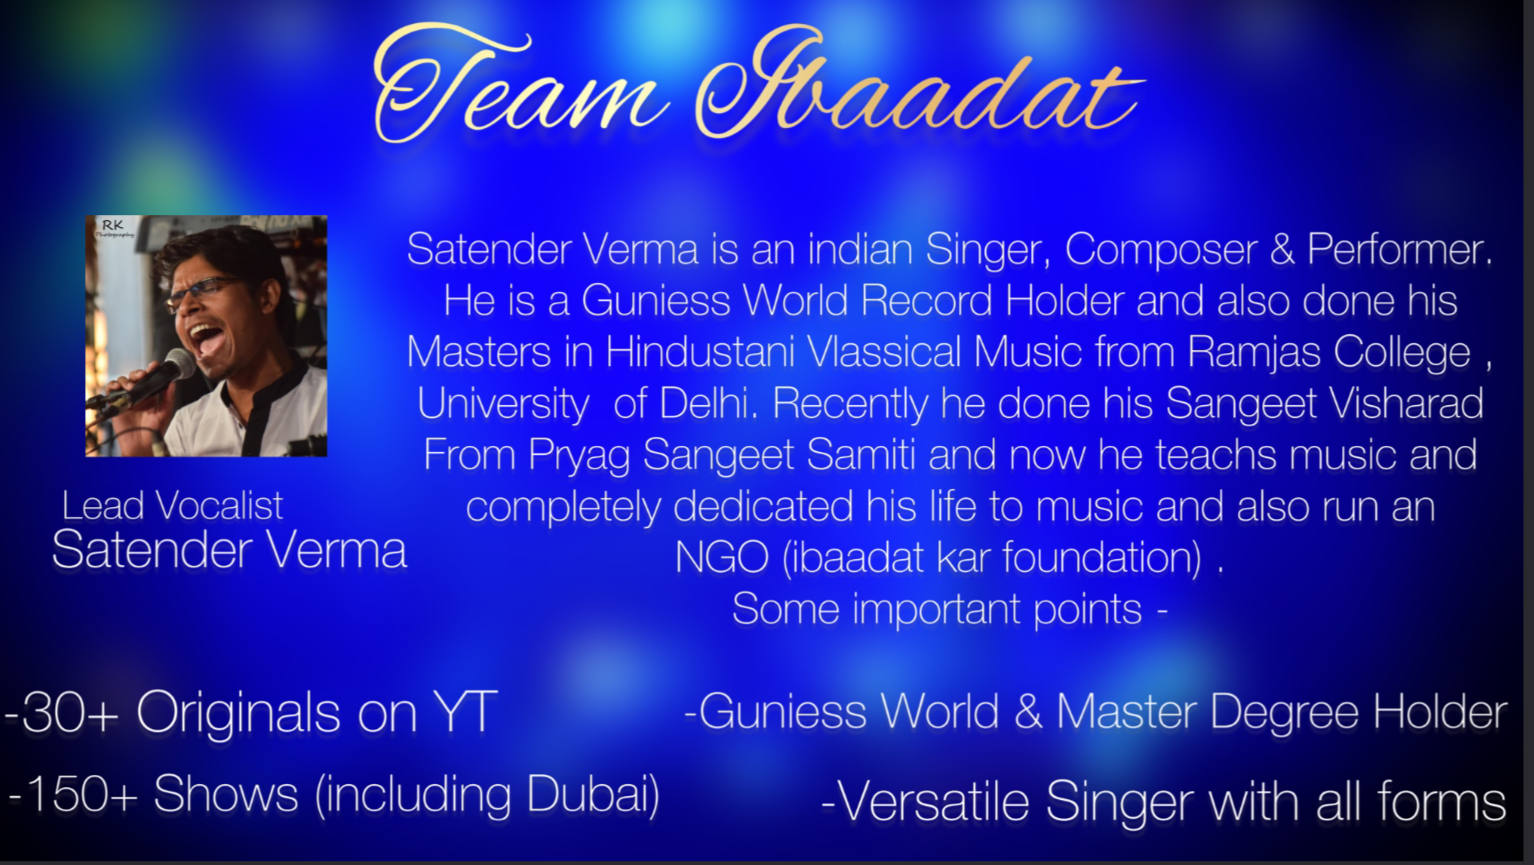 Team Ibaadat
RK
Photography
Lead Vocalist
Satender Verma
Satender Verma is an indian Singer, Composer & Performer.
He is a Guniess World Record Holder and also done his
Masters in Hindustani Vlassical Music from Ramjas College ,
University  of Delhi. Recently he done his Sangeet Visharad
From Pryag Sangeet Samiti and now he teachs music and
completely dedicated his life to music and also run an
NGO (ibaadat kar foundation) .
Some important points -
-30+ Originals on YT
-Guniess World & Master Degree Holder
-150+ Shows (including Dubai)
-Versatile Singer with all forms